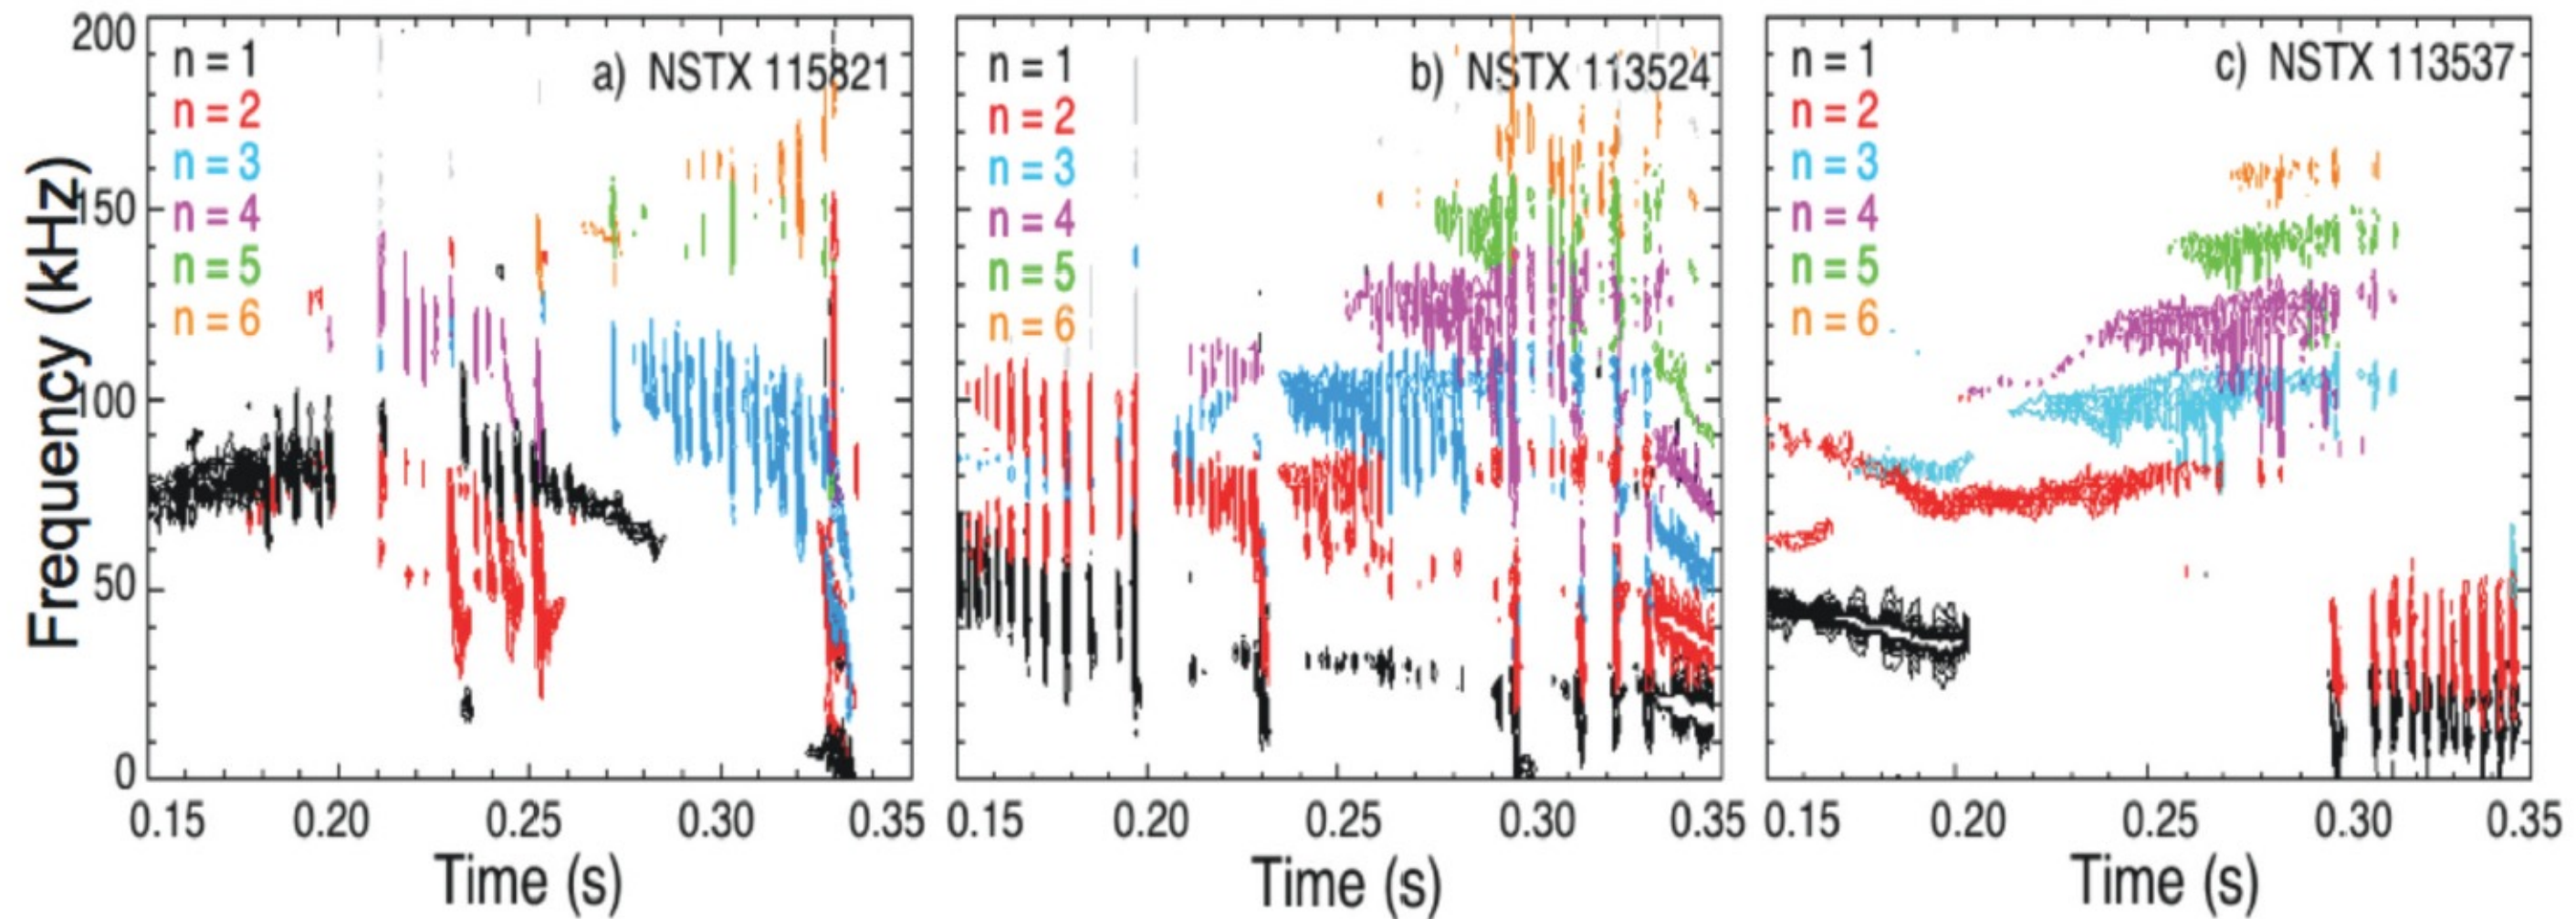 Frequency (kHz)
200
150
100
50
0
a) NSTX 115821
n = 1
n = 2
n = 3
n = 4
n = 5
n = 6
0.15 0.20 0.25 0.30 0.35
Time (s)
b) NSTX 113524
n = 1
n = 2
n = 3
n = 4
n = 5
n = 6
0.15 0.20 0.25 0.30 0.35
Time (s)
c) NSTX 113537
n = 1
n = 2
n = 3
n = 4
n = 5
n = 6
0.15 0.20 0.25 0.30 0.35
Time (s)